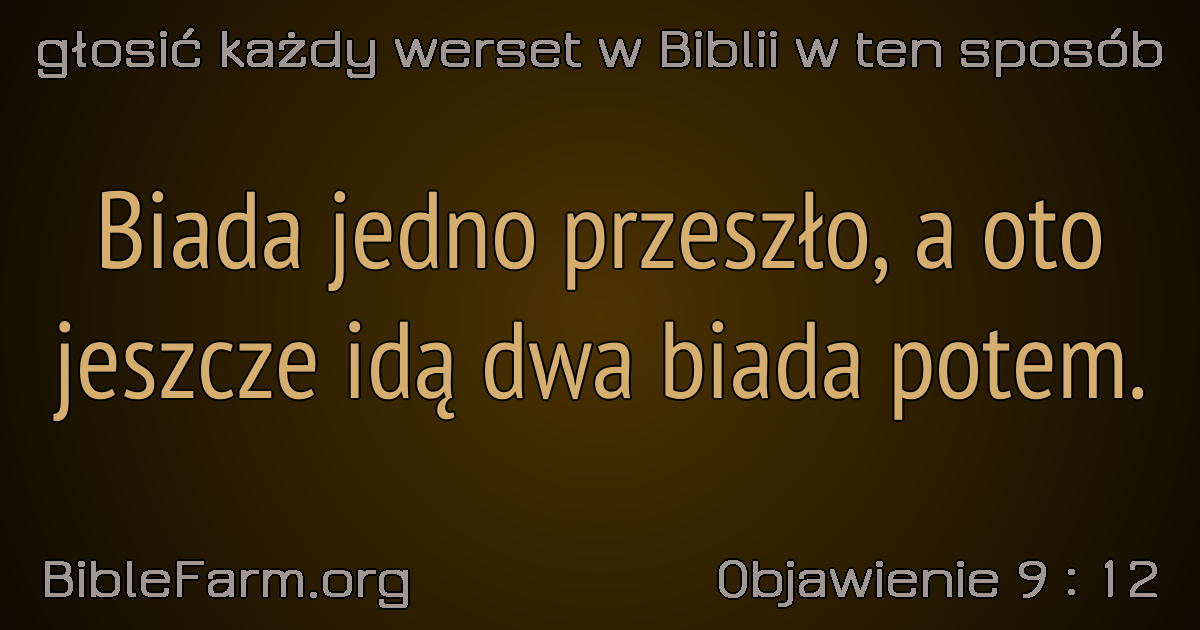 głosić każdy werset w Biblii w ten sposób
Biada jedno przeszło, a oto
jeszcze idą dwa biada potem.
BibleFarm.org
Objawienie 9 : 12